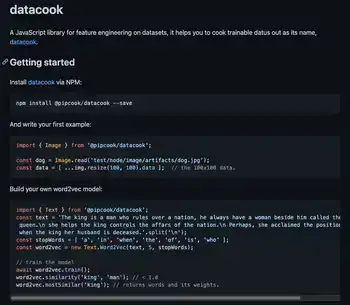 datacook
A JavaScript library for feature engineering on datasets, it helps you to cook trainable datus out as its name,
datacook.
Getting started
Install datacook via NPM:
npm install @pipcook/datacook --save
And write your first example:
import { Image } from '@pipcook/datacook';
const dog = Image.read('test/node/image/artifacts/dog.jpg');
const data = [ ...img.resize(100, 100).data ]; // the 100x100 data.
Build your own word2vec model:
import { Text } from '@pipcook/datacook';
const text = 'The king is a man who rules over a nation, he always have a woman beside him called the
queen.\n she helps the king controls the affars of the nation.\n Perhaps, she acclaimed the position
when the king her husband is deceased.'.split('\n');
const stopWords = [ 'a', 'in', 'when', 'the', 'of', 'is', 'who' ];
const word2vec = new Text.Word2Vec(text, 5, stopWords);
// train the model
await word2vec.train();
word2vec.similarity('king', 'man'); // < 1.0
word2vec.mostSimilar('king'); // returns words and its weights.